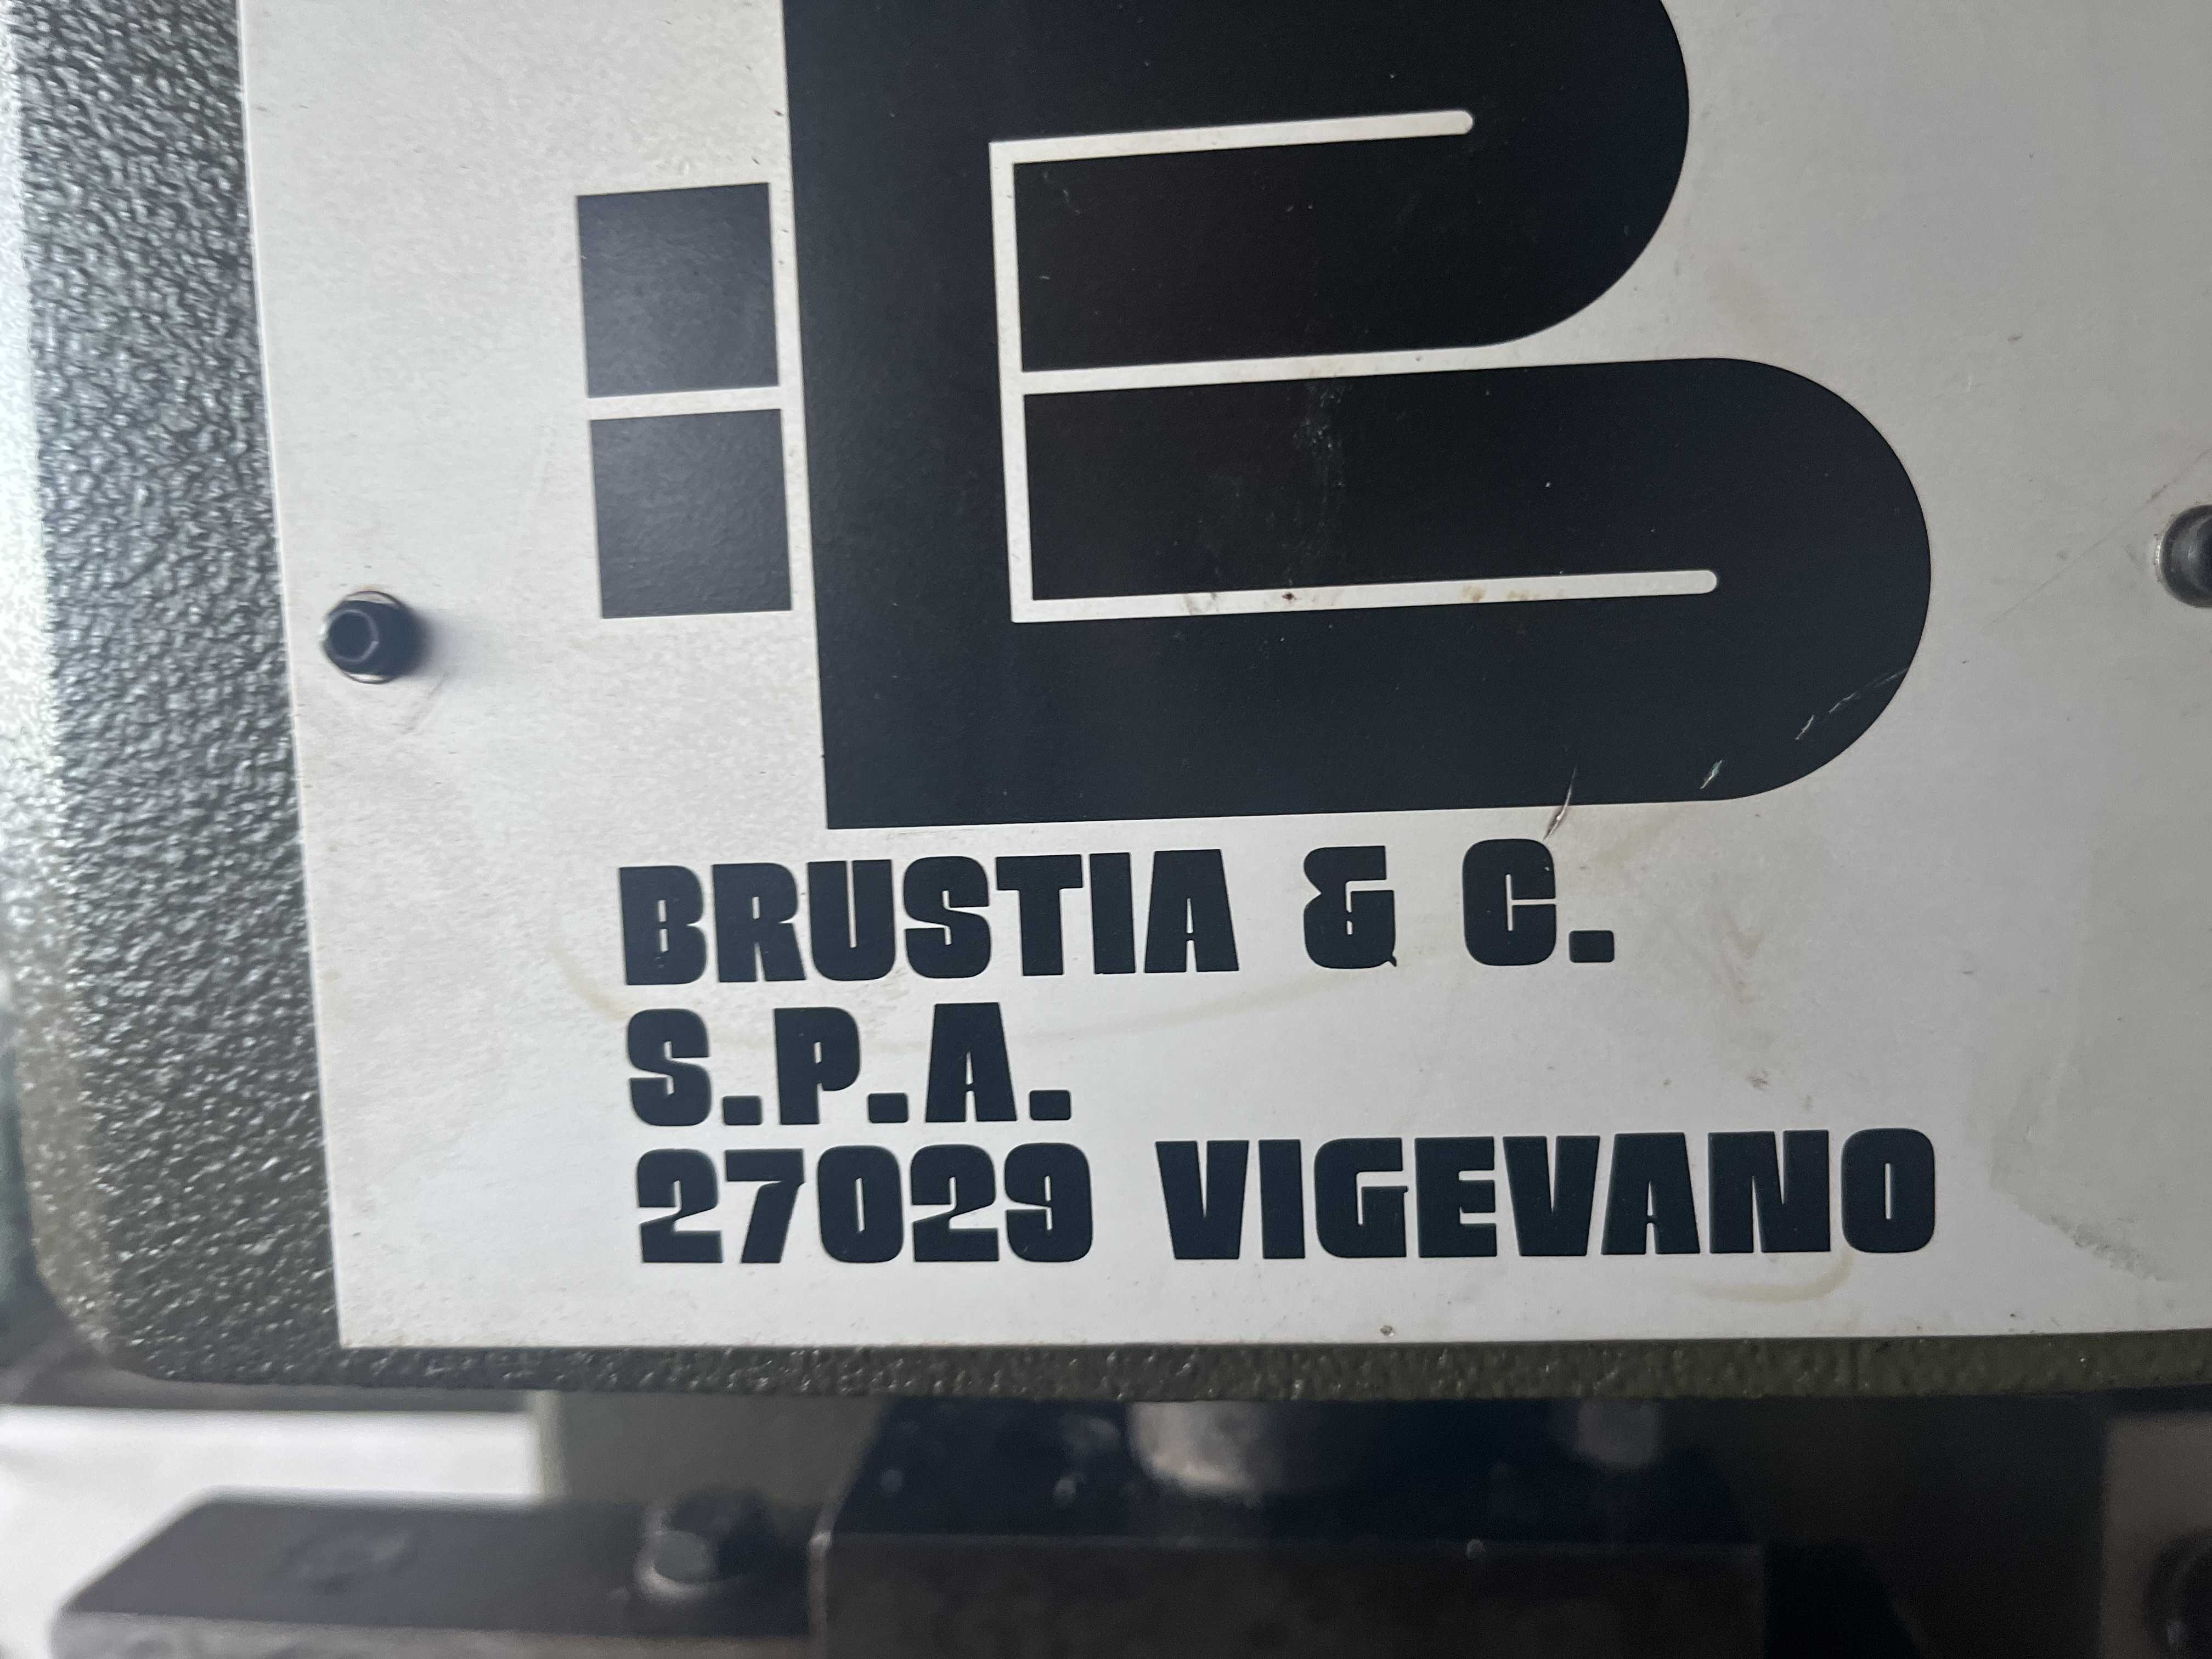 BRUSTIA & C.
S.P.A.
27029 VIGEVANO